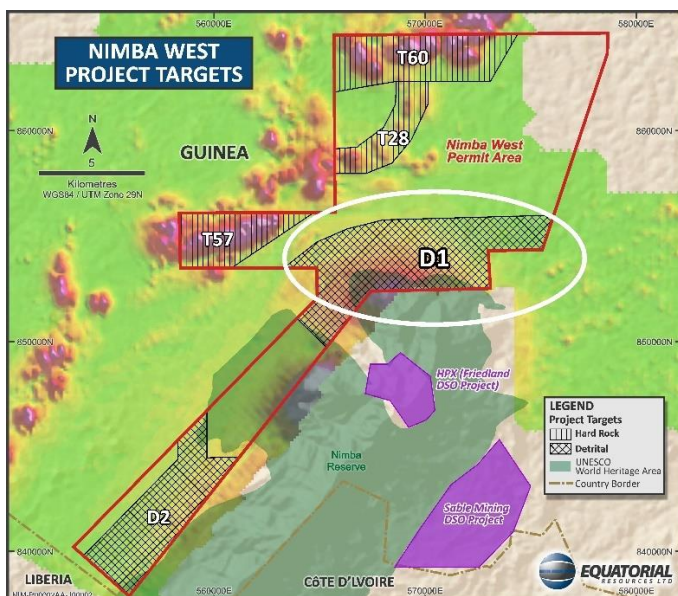 560000E
570000E
580000E
NIMBA WEST
PROJECT TARGETS
T60
860000N
860000N
N
T28
GUINEA
Nimba West
Permit Area
5
Kilometres
WGS84 / UTM Zone 29N
T57
D1
850000N
850000N
HPX (Friedland
DSO Project)
LEGEND
Project Targets
Hard Rock
Detrital
UNESCO
World Heritage Area
Country Border
Nimba
Reserve
D2
Sable Mining
DSO Project
840000N
840000N
LIBERIA
CÔTE D'LVOIRE
EQUATORIAL
RESOURCES LTD
560000E
570000E
580000E